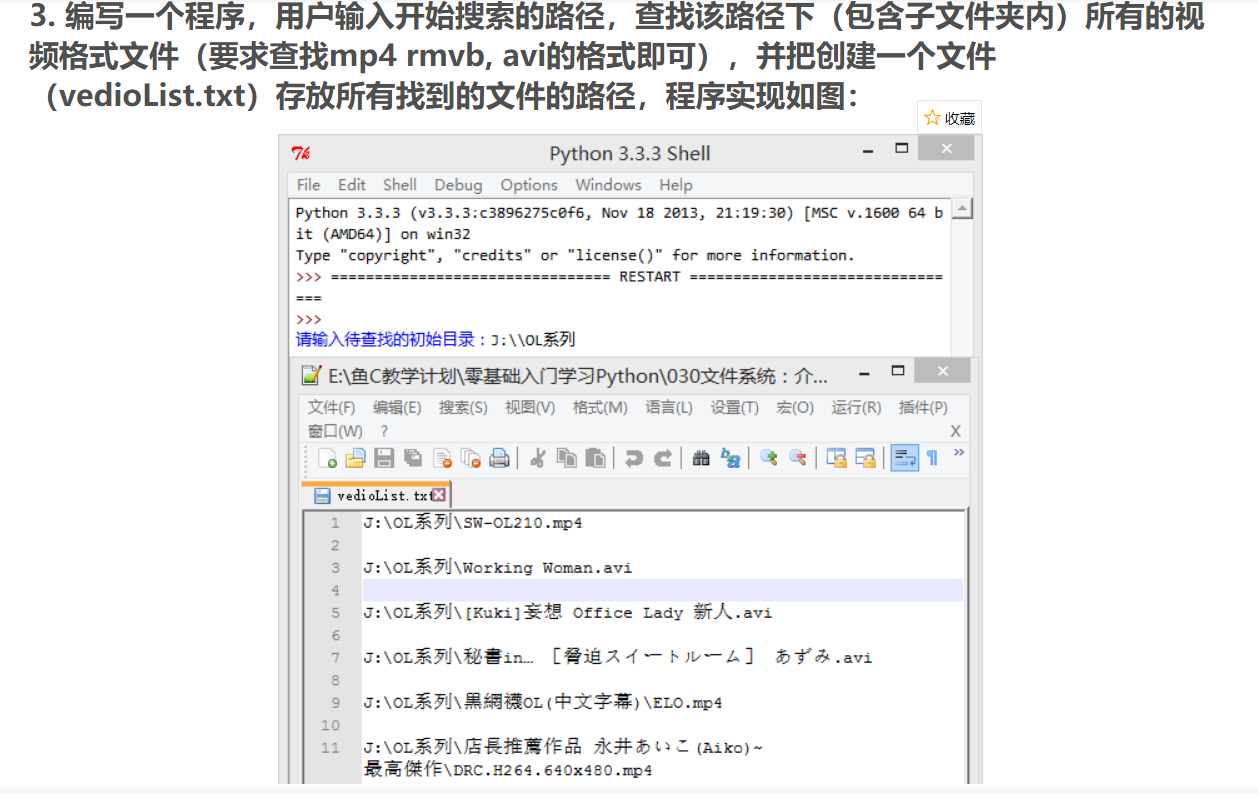 3. 编写一个程序，用户输入开始搜索的路径，查找该路径下（包含子文件夹内）所有的视
频格式文件（要求查找mp4 rmvb, avi的格式即可），并把创建一个文件
（vedioList.txt）存放所有找到的文件的路径，程序实现如图：
收藏
Python 3.3.3 Shell
File Edit Shell Debug Options Windows Help
Python 3.3.3 (v3.3.3:c3896275c0f6, Nov 18 2013, 21:19:30) [MSC v.1600 64 b
it (AMD64)] on win32
Type "copyright", "credits" or "license()" for more information.
>>> ================================ RESTART =============================
===
>>>
请输入待查找的初始目录：J:\\OL系列
E:\鱼C教学计划\零基础入门学习Python\030文件系统：介...
文件(F) 编辑(E) 搜索(S) 视图(V) 格式(M) 语言(L) 设置(T) 宏(O) 运行(R) 插件(P)
窗口(W) ? X
vedioList.txt
1 J:\OL系列\SW-OL210.mp4
2
3 J:\OL系列\Working Woman.avi
4
5 J:\OL系列\[Kuki]妄想 Office Lady 新人.avi
6
7 J:\OL系列\秘書in… ［脅迫スイートルーム］ あずみ.avi
8
9 J:\OL系列\黑網襪OL(中文字幕)\ELO.mp4
10
11 J:\OL系列\店長推薦作品 永井あいこ(Aiko)~
最高傑作\DRC.H264.640x480.mp4